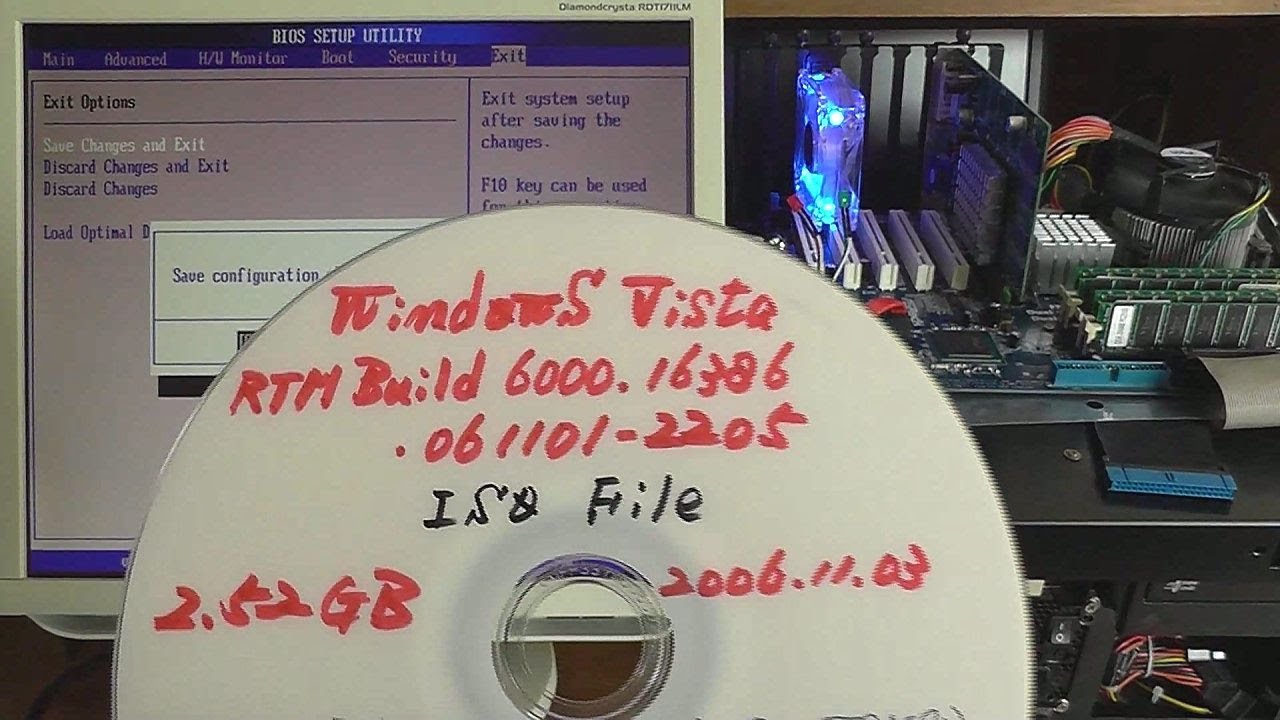 Diamondcrysta RDT1711LM
BIOS SETUP UTILITY
Main Advanced H/W Monitor Boot Security Exit
Exit Options
Save Changes and Exit
Discard Changes and Exit
Discard Changes
Load Optimal D
Exit system setup
after saving the
changes.
F10 key can be used
Save configuration
Windows Vista
RTM Build 6000.16386
.061101-2205
ISO File
2.52GB
2006.11.03